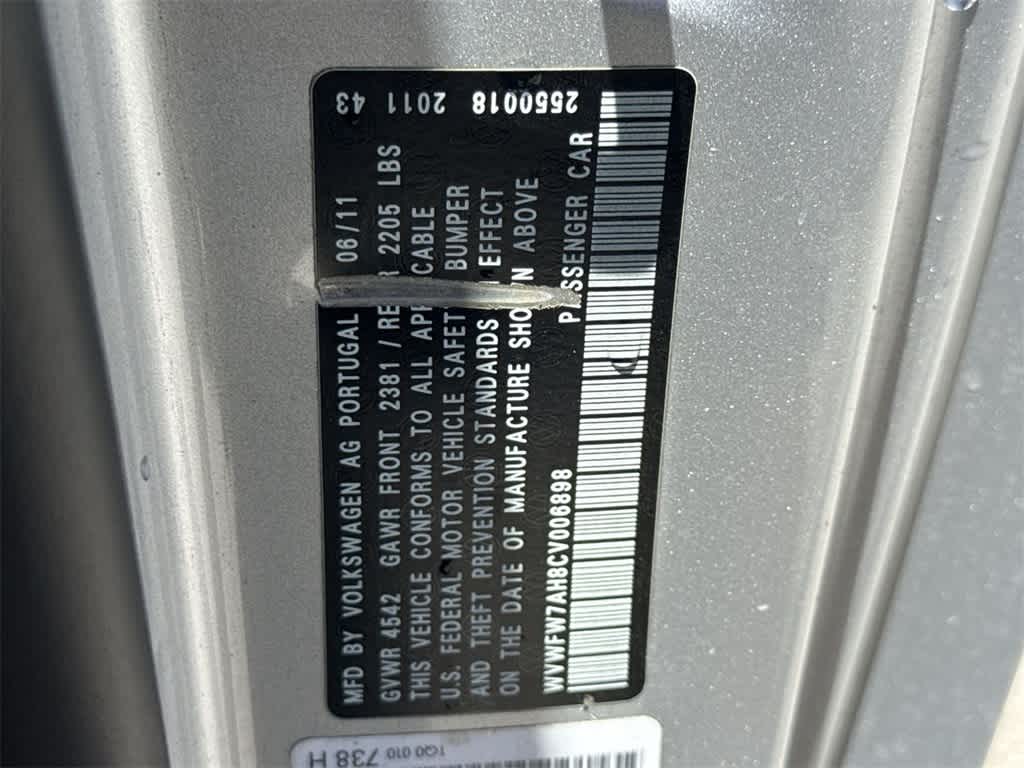 MFD BY VOLKSWAGEN AG PORTUGAL 06/11
GVWR 4542 GAWR FRONT 2381 / RE R 2205 LBS
THIS VEHICLE CONFORMS TO ALL APP CABLE
U.S. FEDERAL MOTOR VEHICLE SAFET BUMPER
AND THEFT PREVENTION STANDARDS EFFECT
ON THE DATE OF MANUFACTURE SHOWN ABOVE
WVWFW7AH8CV006898 PASSENGER CAR
43 2011 2550018
1Q0 010 738 H